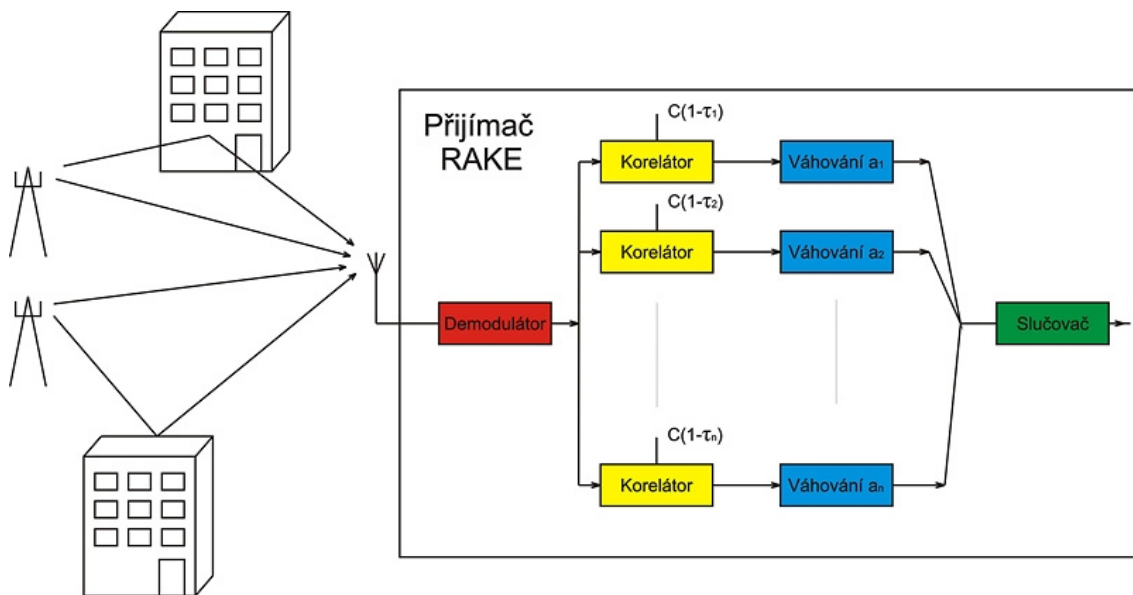 Přijímač
RAKE
C(1-τ₁)
Korelátor
Váhování a₁
C(1-τ₂)
Korelátor
Váhování a₂
Demodulátor
Slučovač
C(1-τₙ)
Korelátor
Váhování aₙ